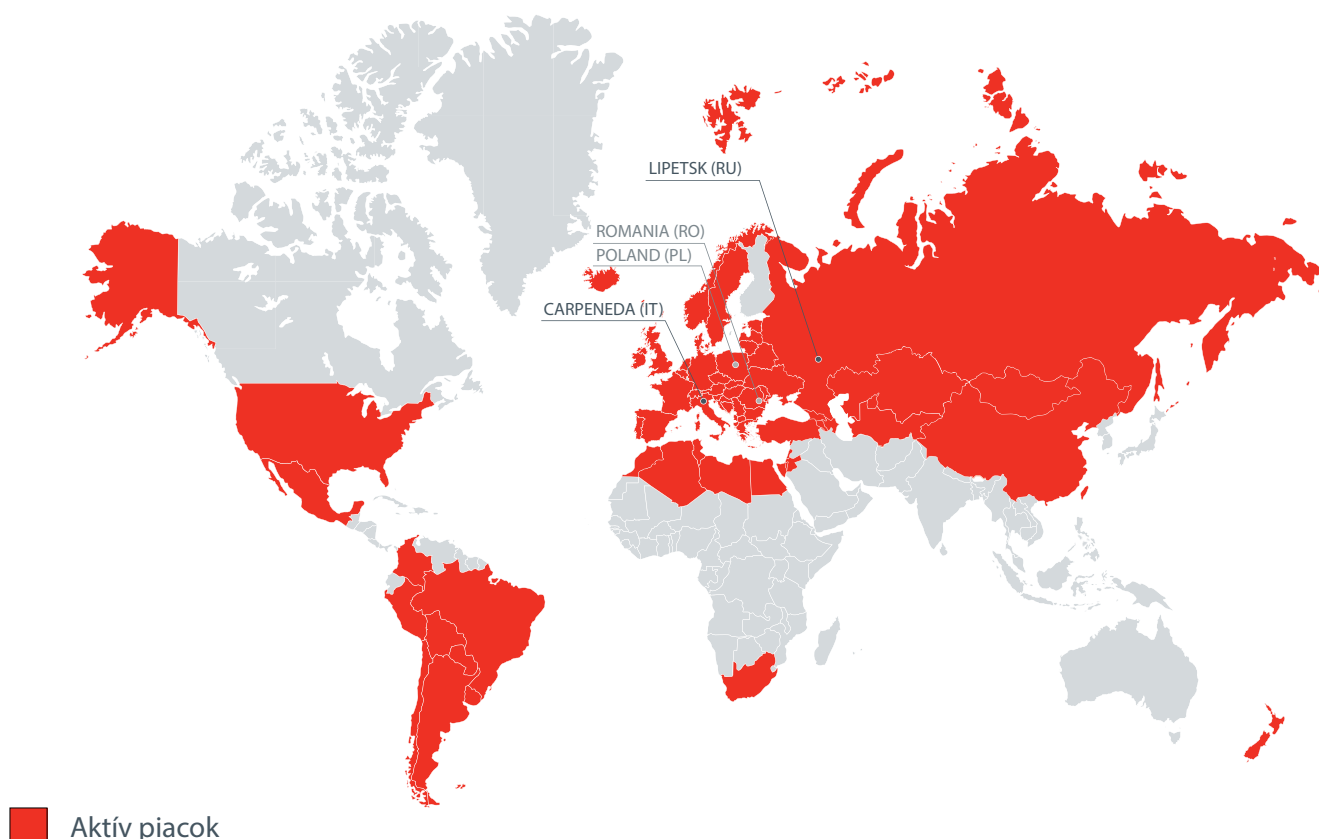 LIPETSK (RU)
ROMANIA (RO)
POLAND (PL)
CARPENEDA (IT)
Aktív piacok